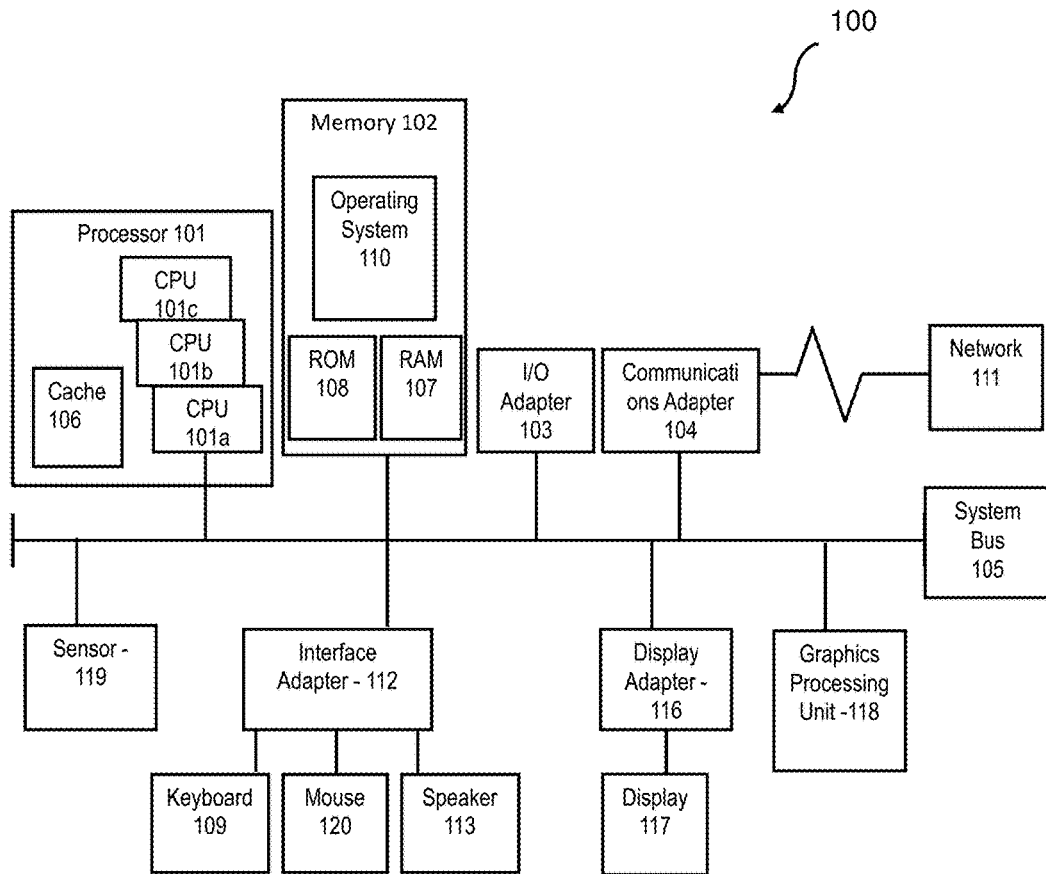 100
Memory 102
Operating
System
110
Processor 101
CPU
101c
CPU
101b
CPU
101a
Cache
106
ROM
108
RAM
107
I/O
Adapter
103
Communicati
ons Adapter
104
Network
111
System
Bus
105
Sensor -
119
Interface
Adapter - 112
Display
Adapter -
116
Graphics
Processing
Unit -118
Keyboard
109
Mouse
120
Speaker
113
Display
117